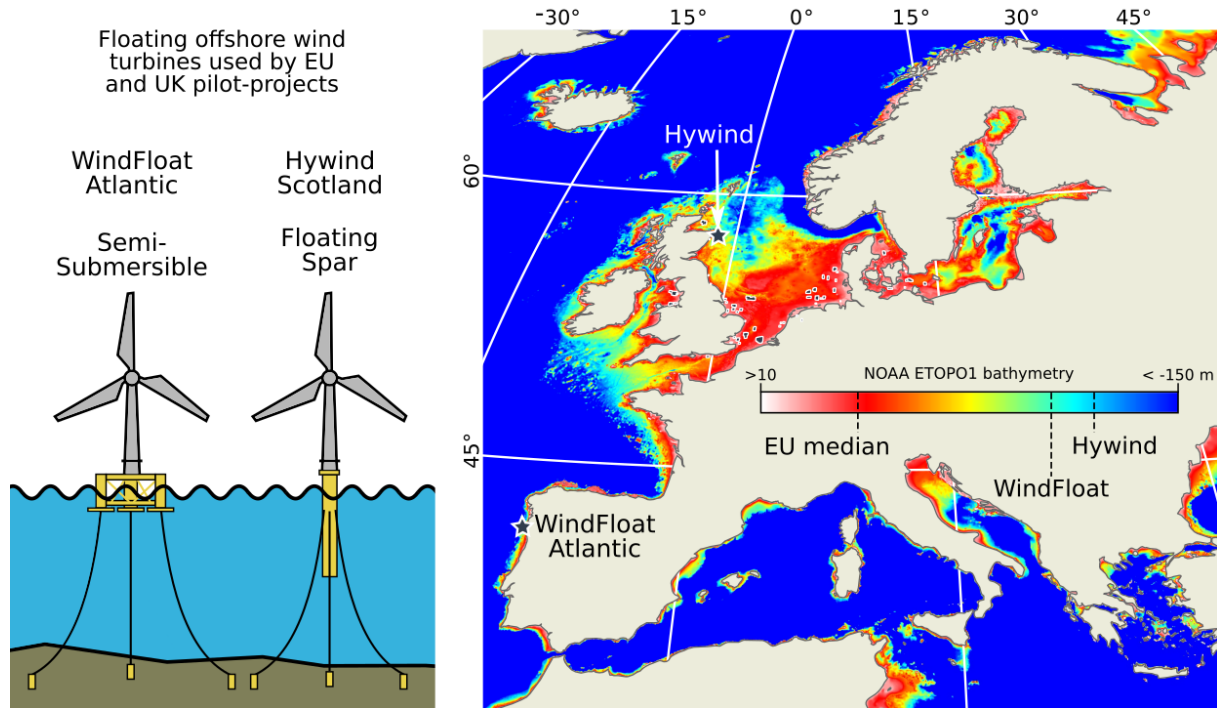 Floating offshore wind
turbines used by EU
and UK pilot-projects
WindFloat
Atlantic
Hywind
Scotland
Semi-
Submersible
Floating
Spar
-30° 15° 0° 15° 30° 45°
60°
45°
Hywind
>10 NOAA ETOPO1 bathymetry < -150 m
EU median
Hywind
WindFloat
WindFloat
Atlantic